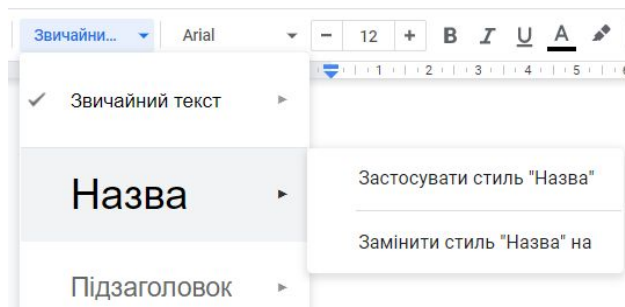 Звичайни... Arial − 12 + B I U A
1 2 3 4 5 6
Звичайний текст
Назва
Застосувати стиль "Назва"
Замінити стиль "Назва" на
Підзаголовок